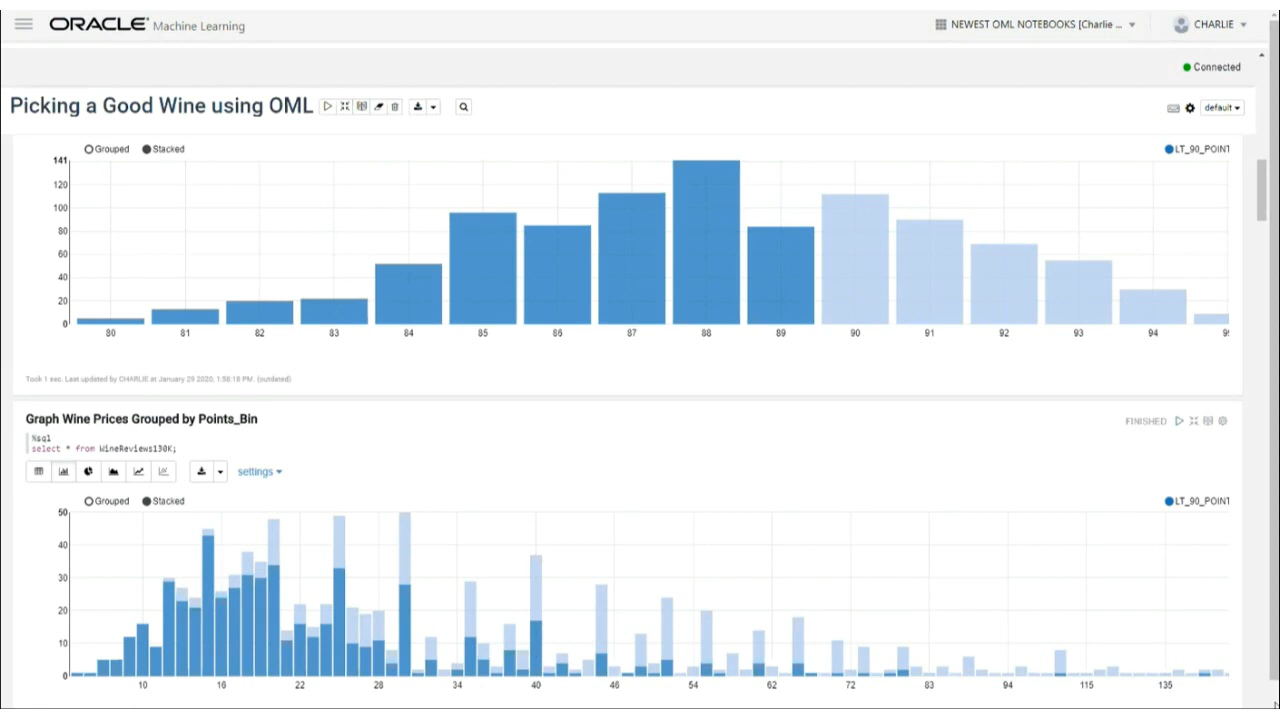 ORACLE Machine Learning
NEWEST OML NOTEBOOKS [Charlie ...
CHARLIE
Connected
Picking a Good Wine using OML
default
Grouped Stacked
LT_90_POINT
141
120
100
80
60
40
20
0
80 81 82 83 84 85 86 87 88 89 90 91 92 93 94
Took 1 sec. Last updated by CHARLIE at January 29 2020, 1:56:18 PM. (outdated)
Graph Wine Prices Grouped by Points_Bin
FINISHED
%sql
select * from WineReviews130K;
settings
Grouped Stacked
LT_90_POINT
50
40
30
20
10
0
10 16 22 28 34 40 46 54 62 72 83 94 115 135